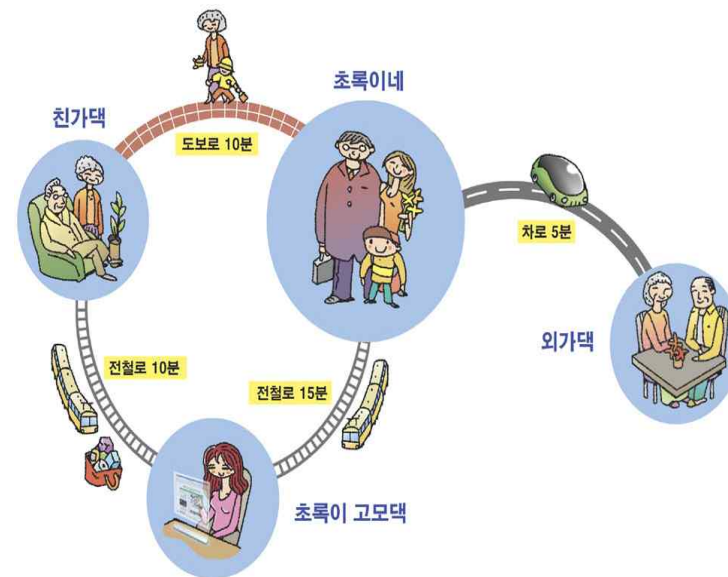 초록이네
친가댁
도보로 10분
차로 5분
외가댁
전철로 10분
전철로 15분
초록이 고모댁